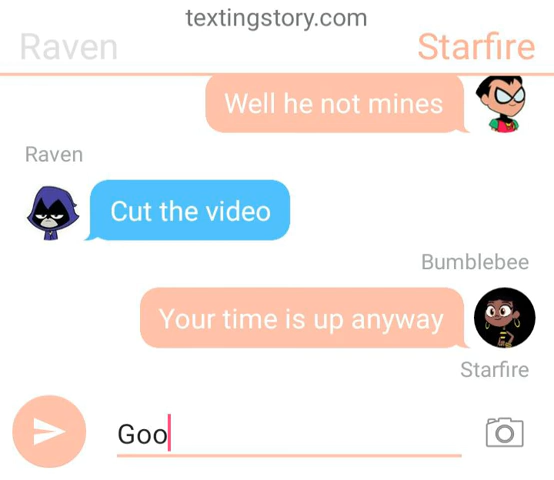 textingstory.com
Raven
Starfire
Well he not mines
Raven
Cut the video
Bumblebee
Your time is up anyway
Starfire
Goo